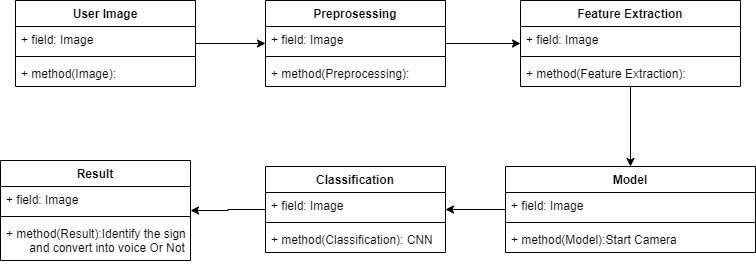 User Image
+ field: Image
+ method(Image):
Preprosessing
+ field: Image
+ method(Preprocessing):
Feature Extraction
+ field: Image
+ method(Feature Extraction):
Model
+ field: Image
+ method(Model):Start Camera
Classification
+ field: Image
+ method(Classification): CNN
Result
+ field: Image
+ method(Result):Identify the sign
and convert into voice Or Not